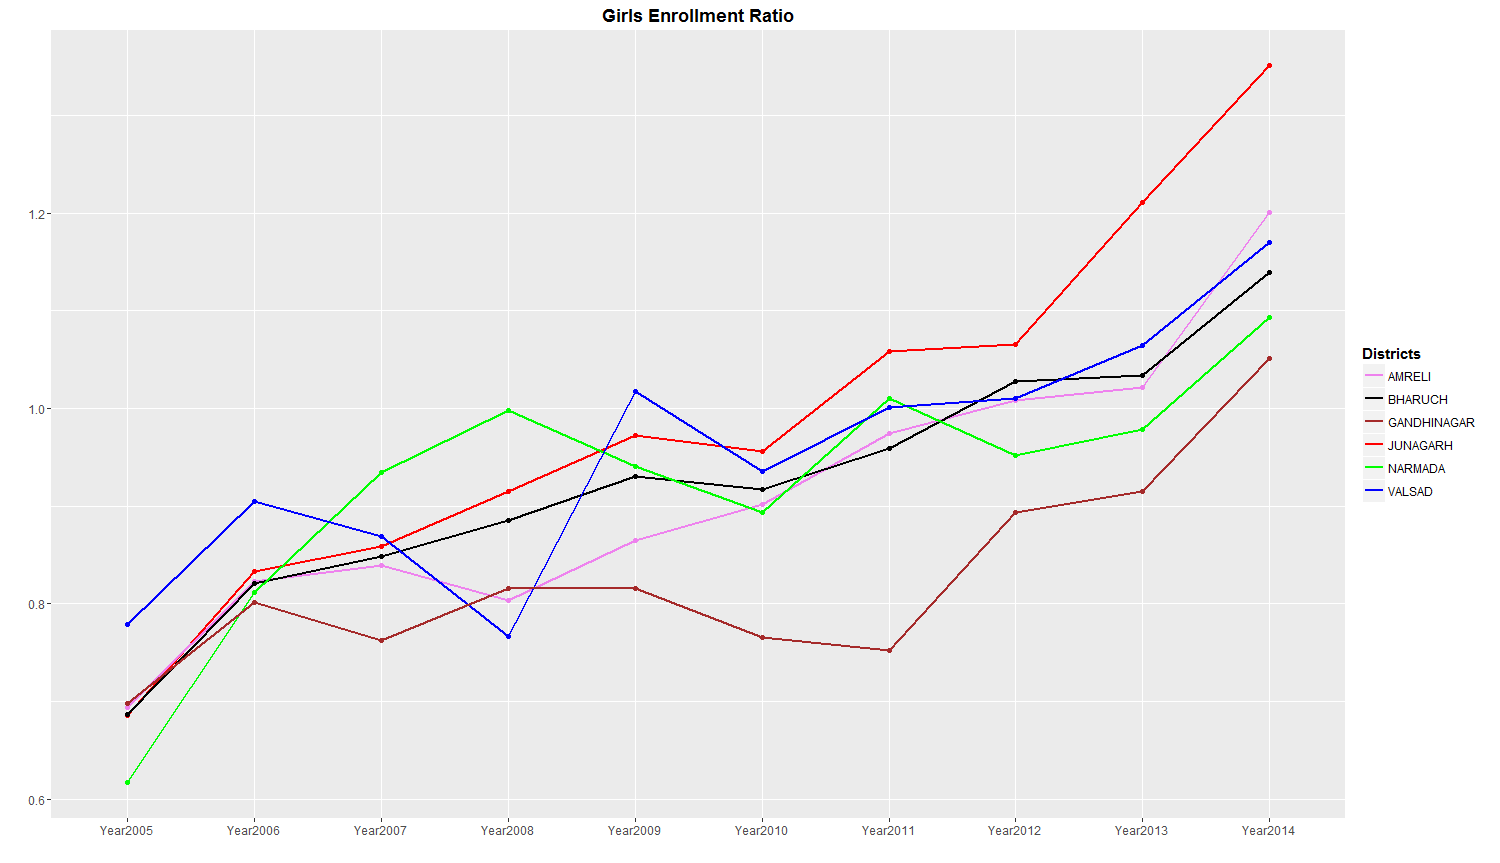 Girls Enrollment Ratio
1.2
1.0
0.8
0.6
Year2005 Year2006 Year2007 Year2008 Year2009 Year2010 Year2011 Year2012 Year2013 Year2014
Districts
AMRELI
BHARUCH
GANDHINAGAR
JUNAGARH
NARMADA
VALSAD